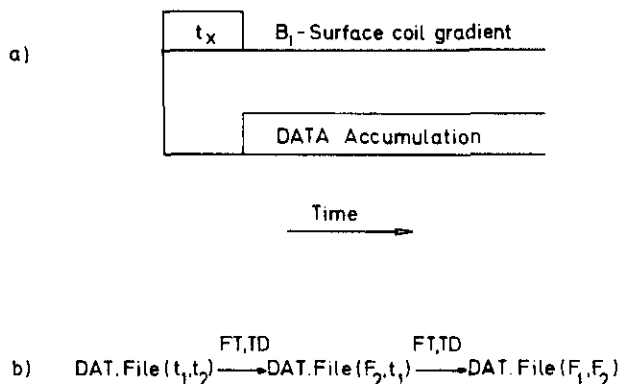 a)
tₓ B₁-Surface coil gradient
DATA Accumulation
Time
FT,TD FT,TD
b) DAT.File(t₁,t₂) → DAT.File(F₂,t₁) → DAT.File(F₁,F₂)